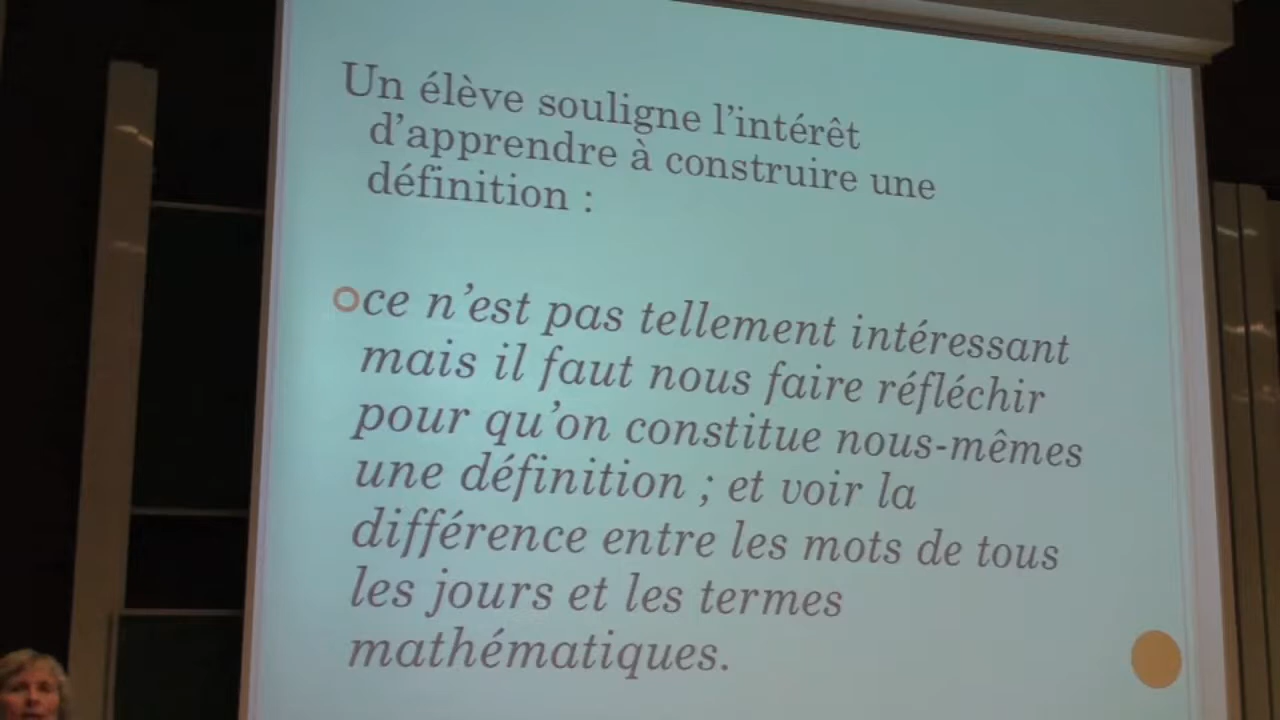 Un élève souligne l’intérêt
d’apprendre à construire une
définition :
ce n’est pas tellement intéressant
mais il faut nous faire réfléchir
pour qu’on constitue nous-mêmes
une définition ; et voir la
différence entre les mots de tous
les jours et les termes
mathématiques.